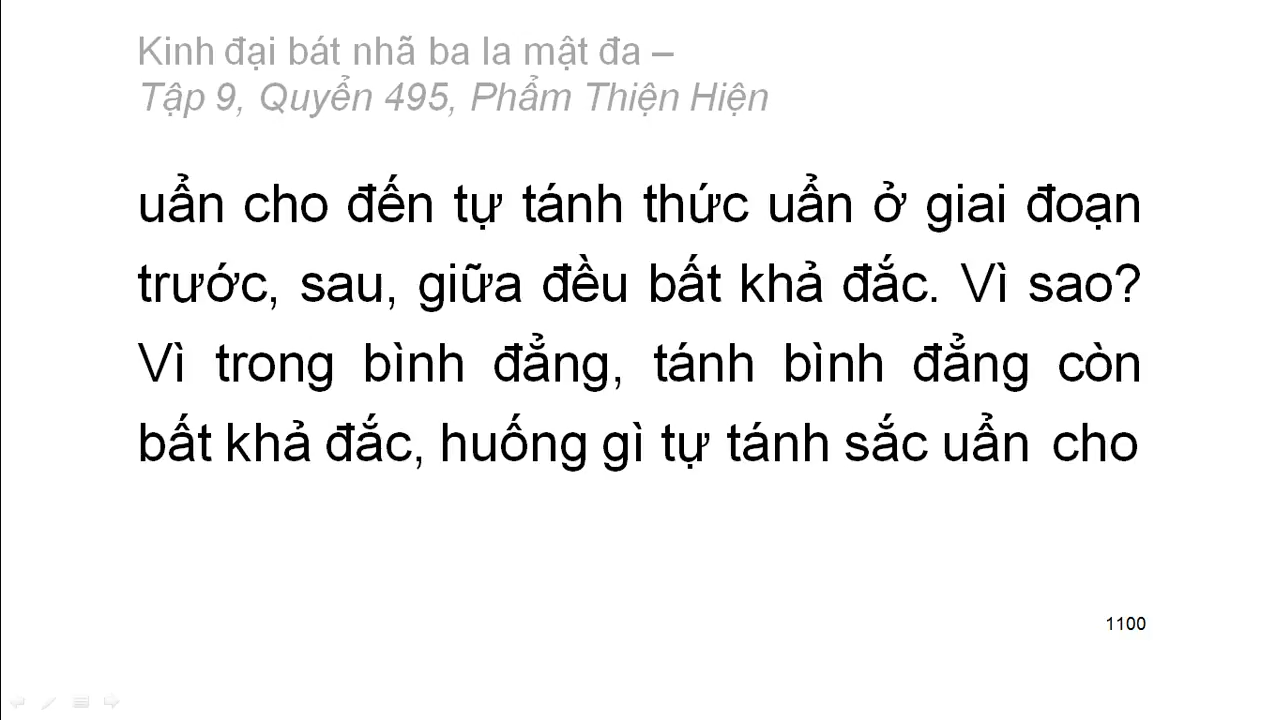 Kinh đại bát nhã ba la mật đa –
Tập 9, Quyển 495, Phẩm Thiện Hiện
uẩn cho đến tự tánh thức uẩn ở giai đoạn
trước, sau, giữa đều bất khả đắc. Vì sao?
Vì trong bình đẳng, tánh bình đẳng còn
bất khả đắc, huống gì tự tánh sắc uẩn cho
1100